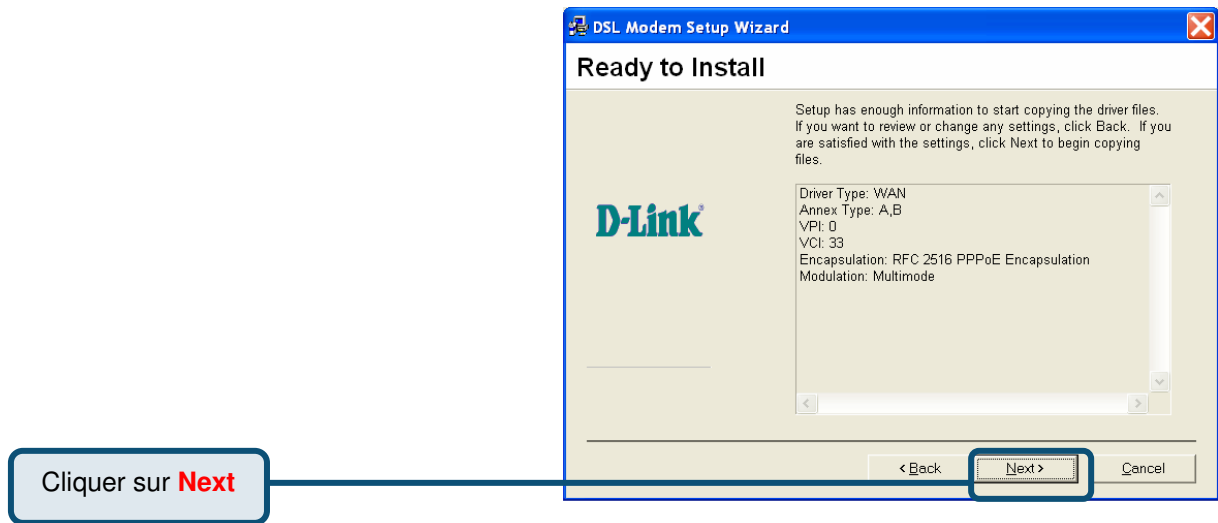 DSL Modem Setup Wizard
Ready to Install
Setup has enough information to start copying the driver files.
If you want to review or change any settings, click Back. If you
are satisfied with the settings, click Next to begin copying
files.
D-Link®
Driver Type: WAN
Annex Type: A,B
VPI: 0
VCI: 33
Encapsulation: RFC 2516 PPPoE Encapsulation
Modulation: Multimode
< Back Next > Cancel
Cliquer sur Next